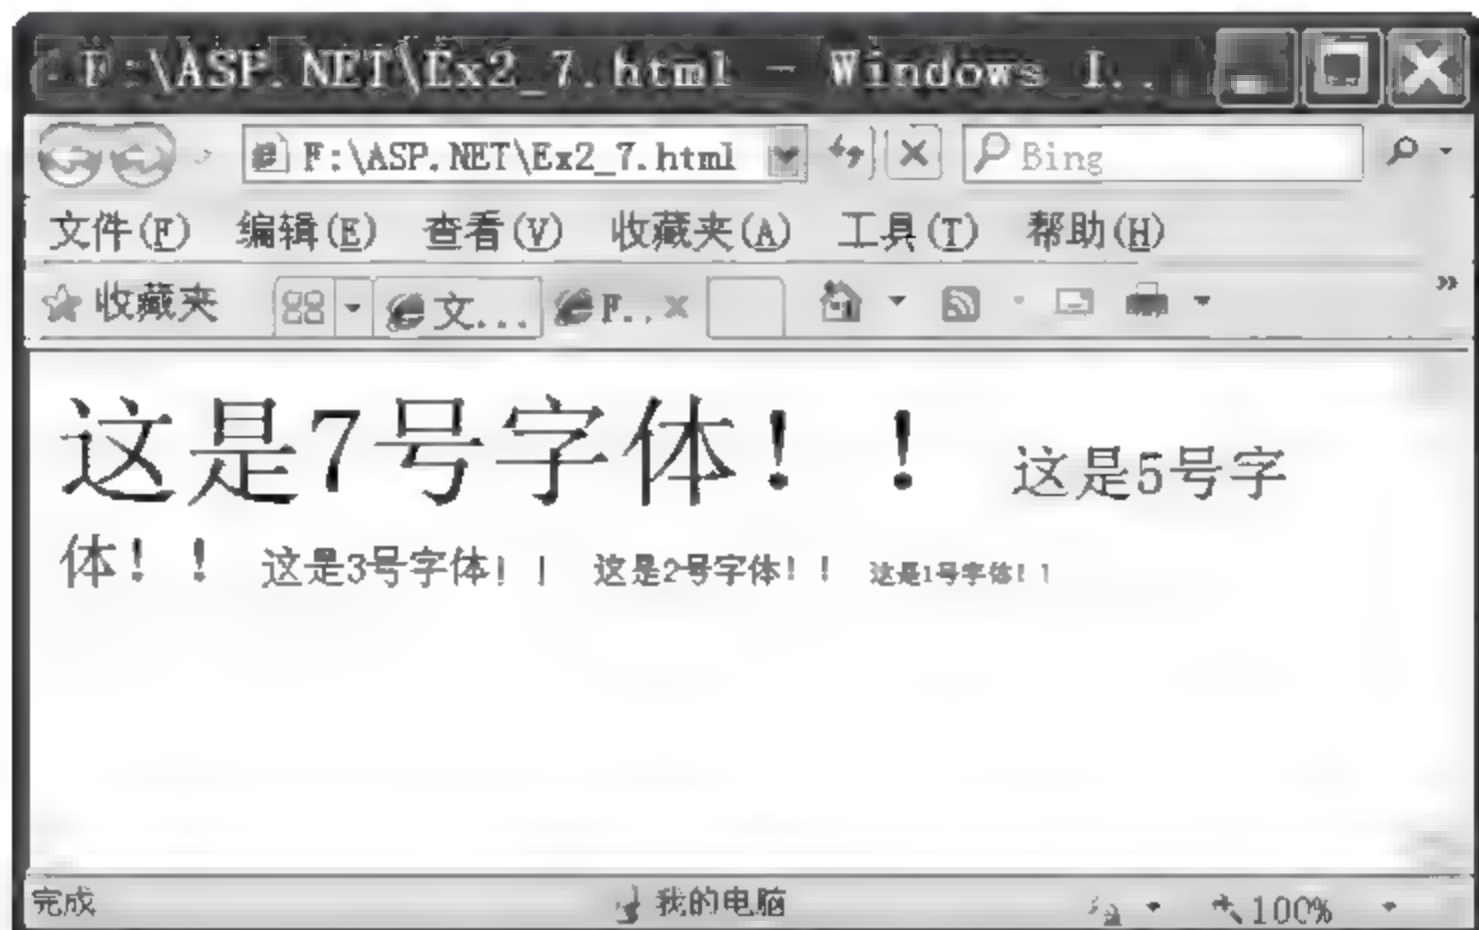 F:\ASP.NET\Ex2_7.html - Windows I..
F:\ASP.NET\Ex2_7.html Bing
文件(F) 编辑(E) 查看(V) 收藏夹(A) 工具(T) 帮助(H)
收藏夹 文... F.. »
这是7号字体！！ 这是5号字
体！！ 这是3号字体！！ 这是2号字体！！ 这是1号字体！！
完成 我的电脑 100%